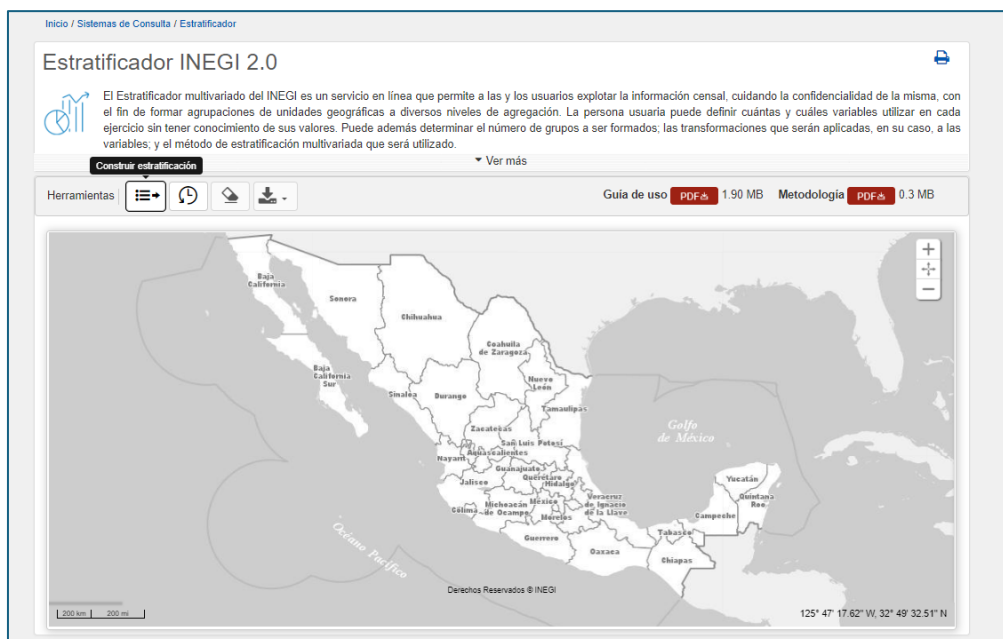 Inicio / Sistemas de Consulta / Estratificador
Estratificador INEGI 2.0
El Estratificador multivariado del INEGI es un servicio en línea que permite a las y los usuarios explotar la información censal, cuidando la confidencialidad de la misma, con
el fin de formar agrupaciones de unidades geográficas a diversos niveles de agregación. La persona usuaria puede definir cuántas y cuáles variables utilizar en cada
ejercicio sin tener conocimiento de sus valores. Puede además determinar el número de grupos a ser formados; las transformaciones que serán aplicadas, en su caso, a las
variables; y el método de estratificación multivariada que será utilizado.
Ver más
Construir estratificación
Herramientas
Guía de uso PDF 1.90 MB Metodología PDF 0.3 MB
Baja
California
Sonora
Chihuahua
Coahuila
de Zaragoza
Baja
California
Sur
Nuevo
León
Sinaloa
Durango
Tamaulipas
Zacatecas
San Luis Potosí
Golfo
de México
Aguascalientes
Nayarit
Guanajuato
Querétaro
Hidalgo
Jalisco
Yucatán
Quintana
Roo
Veracruz
de Ignacio
de la Llave
Michoacán
de Ocampo
México
Colima
Morelos
Campeche
Tabasco
Guerrero
Oaxaca
Chiapas
Océano Pacífico
Derechos Reservados © INEGI
200 km 200 mi
125° 47' 17.62" W, 32° 49' 32.51" N
+
−